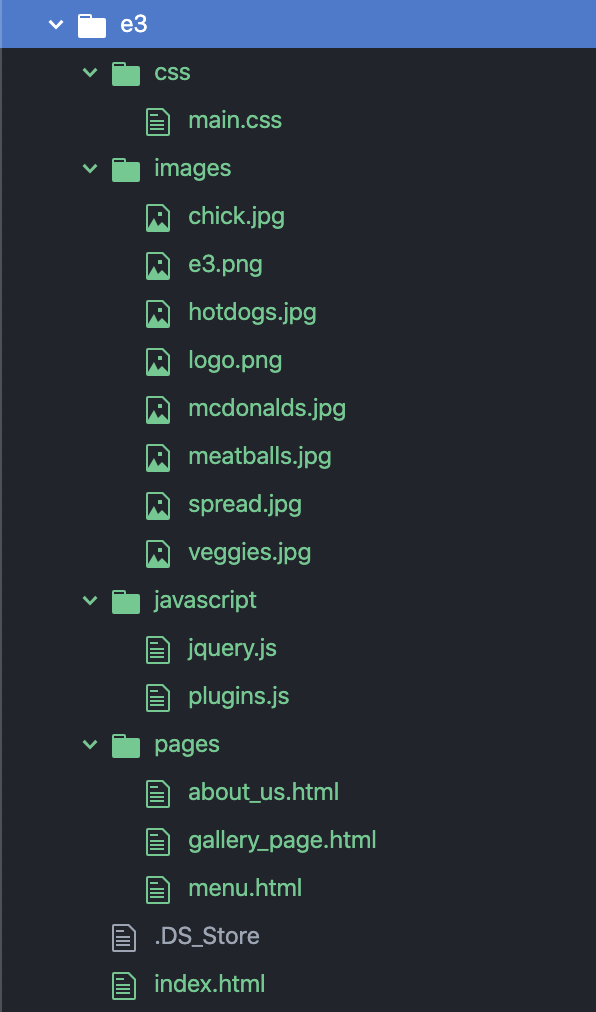 e3
css
main.css
images
chick.jpg
e3.png
hotdogs.jpg
logo.png
mcdonalds.jpg
meatballs.jpg
spread.jpg
veggies.jpg
javascript
jquery.js
plugins.js
pages
about_us.html
gallery_page.html
menu.html
.DS_Store
index.html